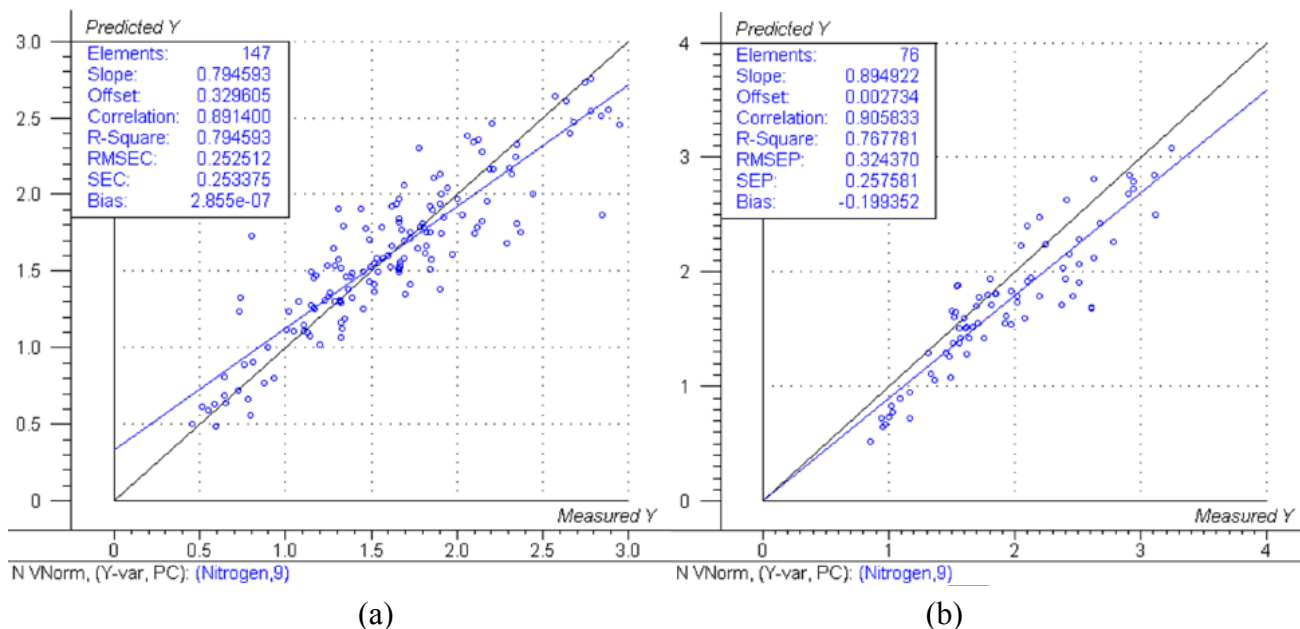 Predicted Y
3.0
Elements: 147
Slope: 0.794593
Offset: 0.329605
Correlation: 0.891400
R-Square: 0.794593
RMSEC: 0.252512
SEC: 0.253375
Bias: 2.855e-07
2.5
2.0
1.5
1.0
0.5
0
Measured Y
0 0.5 1.0 1.5 2.0 2.5 3.0
N VNorm, (Y-var, PC): (Nitrogen,9)
(a)
Predicted Y
4
Elements: 76
Slope: 0.894922
Offset: 0.002734
Correlation: 0.905833
R-Square: 0.767781
RMSEP: 0.324370
SEP: 0.257581
Bias: -0.199352
3
2
1
0
Measured Y
0 1 2 3 4
N VNorm, (Y-var, PC): (Nitrogen,9)
(b)